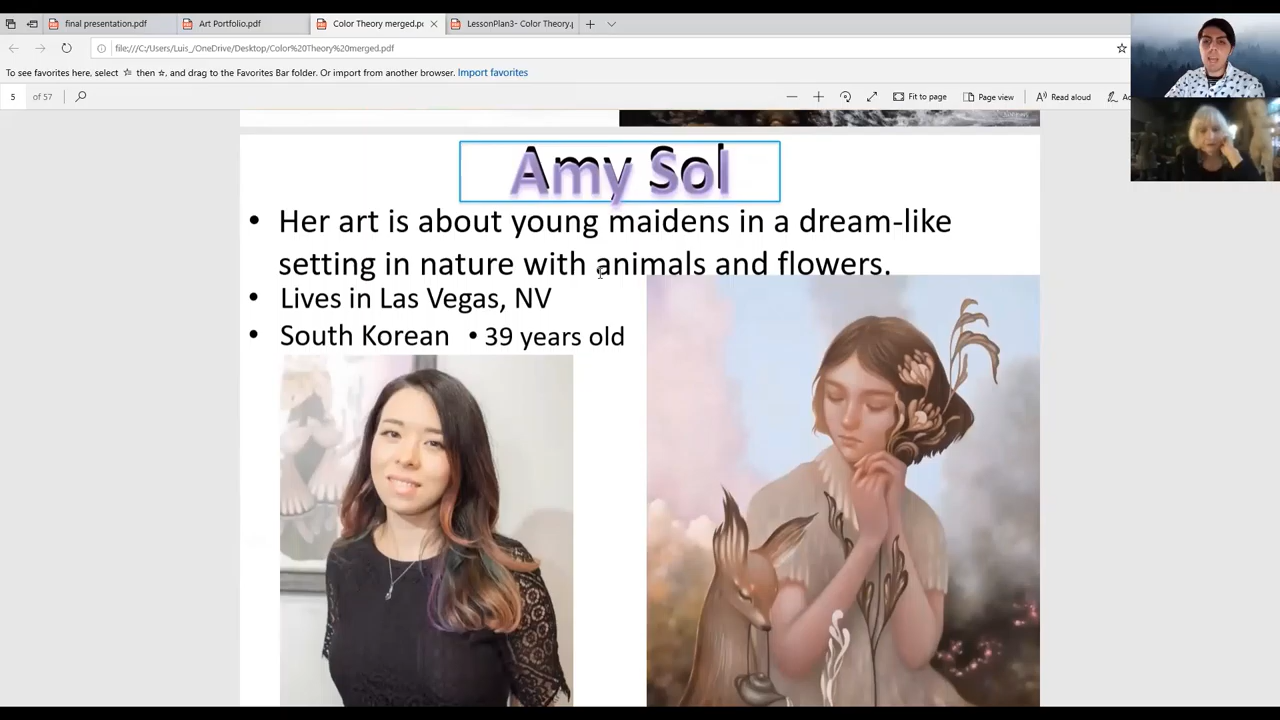 final presentation.pdf
Art Portfolio.pdf
Color Theory merged.p
LessonPlan3- Color Theory.
file:///C:/Users/Luis_/OneDrive/Desktop/Color%20Theory%20merged.pdf
To see favorites here, select ☆ then ☆, and drag to the Favorites Bar folder. Or import from another browser. Import favorites
5 of 57
Fit to page
Page view
Read aloud
Amy Sol
• Her art is about young maidens in a dream-like
setting in nature with animals and flowers.
• Lives in Las Vegas, NV
• South Korean • 39 years old